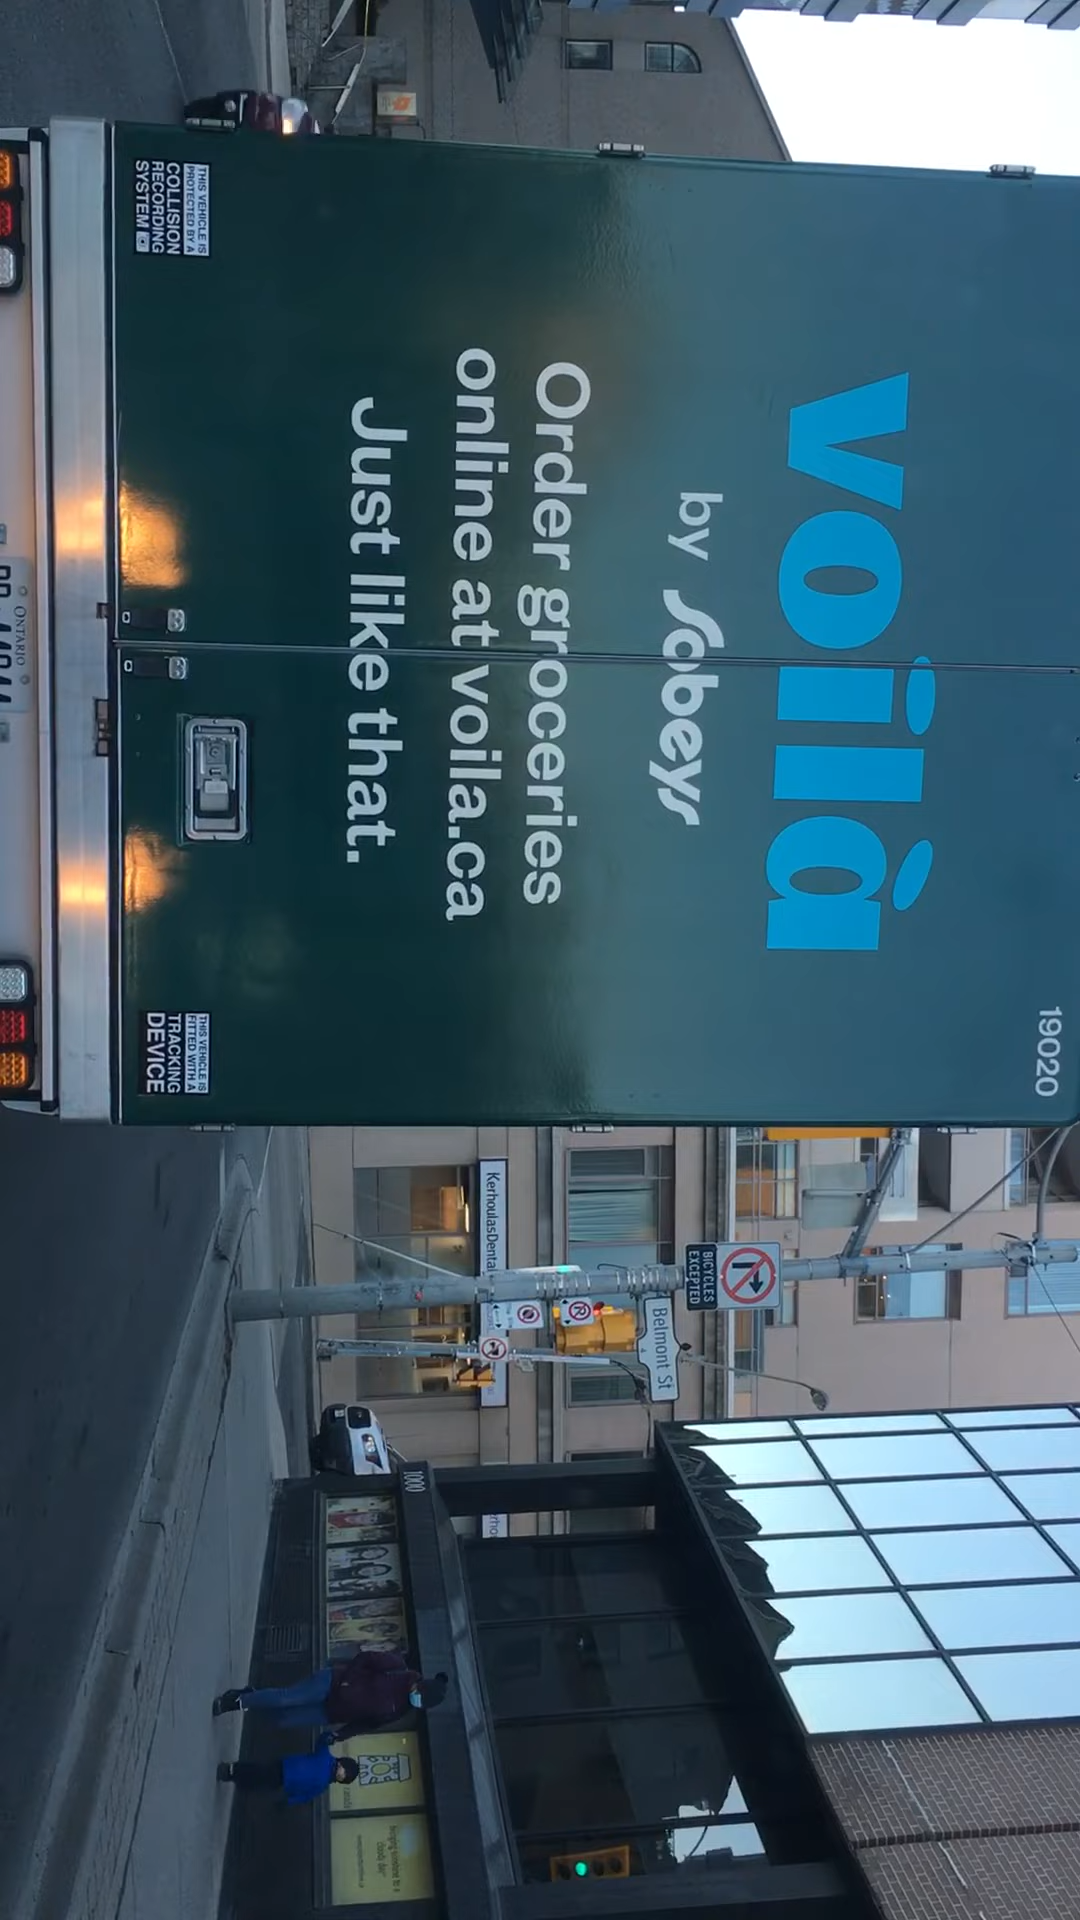 19020
voilà
by Sobeys
Order groceries
online at voila.ca
Just like that.
THIS VEHICLE IS
PROTECTED BY A
COLLISION
RECORDING
SYSTEM
THIS VEHICLE IS
FITTED WITH A
TRACKING
DEVICE
ONTARIO
BICYCLES
EXCEPTED
Belmont St
KerhoulasDental
1000